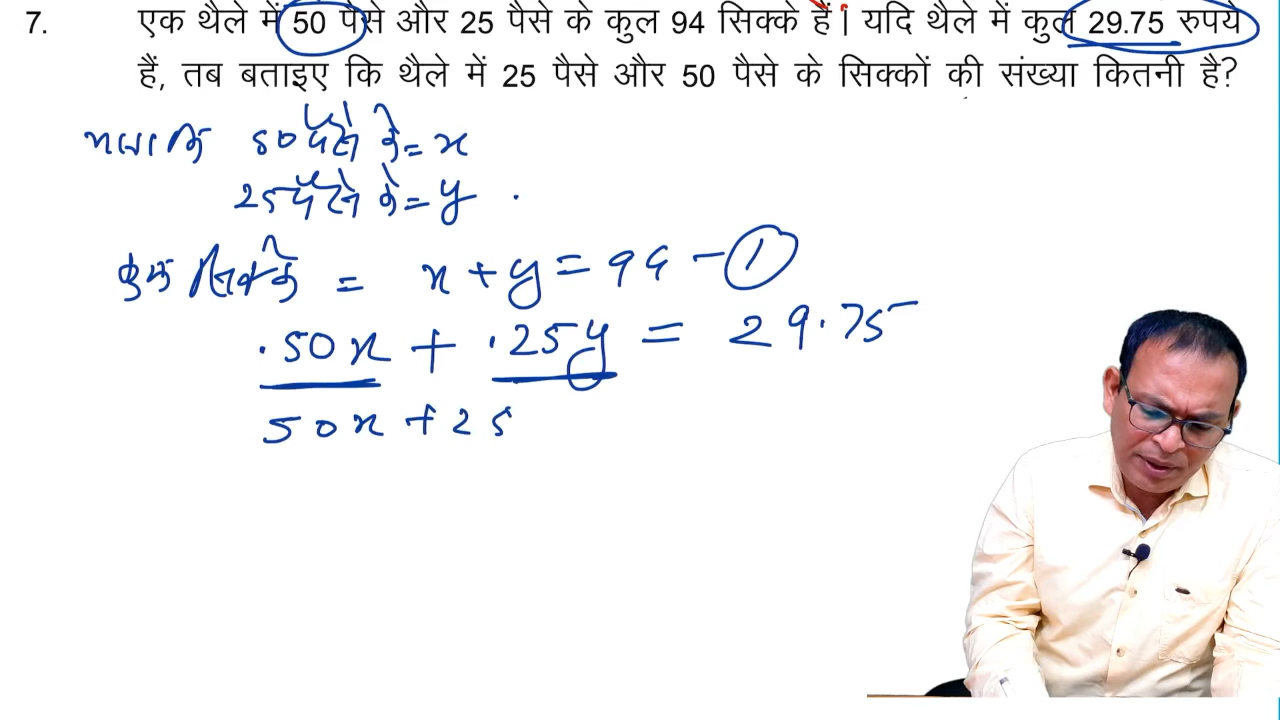 7. एक थैले में 50 पैसे और 25 पैसे के कुल 94 सिक्के हैं। यदि थैले में कुल 29.75 रुपये
हैं, तब बताइए कि थैले में 25 पैसे और 50 पैसे के सिक्कों की संख्या कितनी है?
माना कि 50 पैसे के = x
25 पैसे के = y
कुल सिक्के = x + y = 94 - 1
.50x + .25y = 29.75
50x + 25